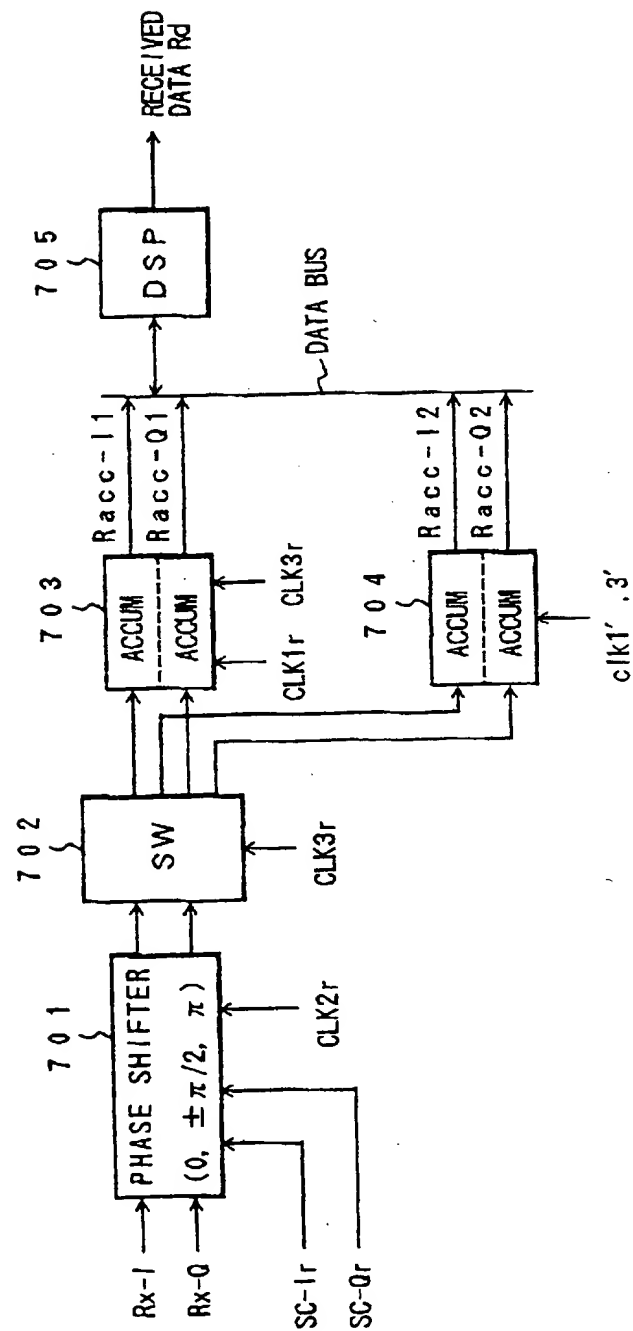 Rx-I
Rx-Q
SC-Ir
SC-Qr
701
PHASE SHIFTER
(0, ±π/2, π)
CLK2r
702
SW
CLK3r
703
ACCUM
ACCUM
CLK1r
CLK3r
Racc-I1
Racc-Q1
704
ACCUM
ACCUM
clk1′, 3′
Racc-I2
Racc-Q2
DATA BUS
705
DSP
RECEIVED
DATA Rd